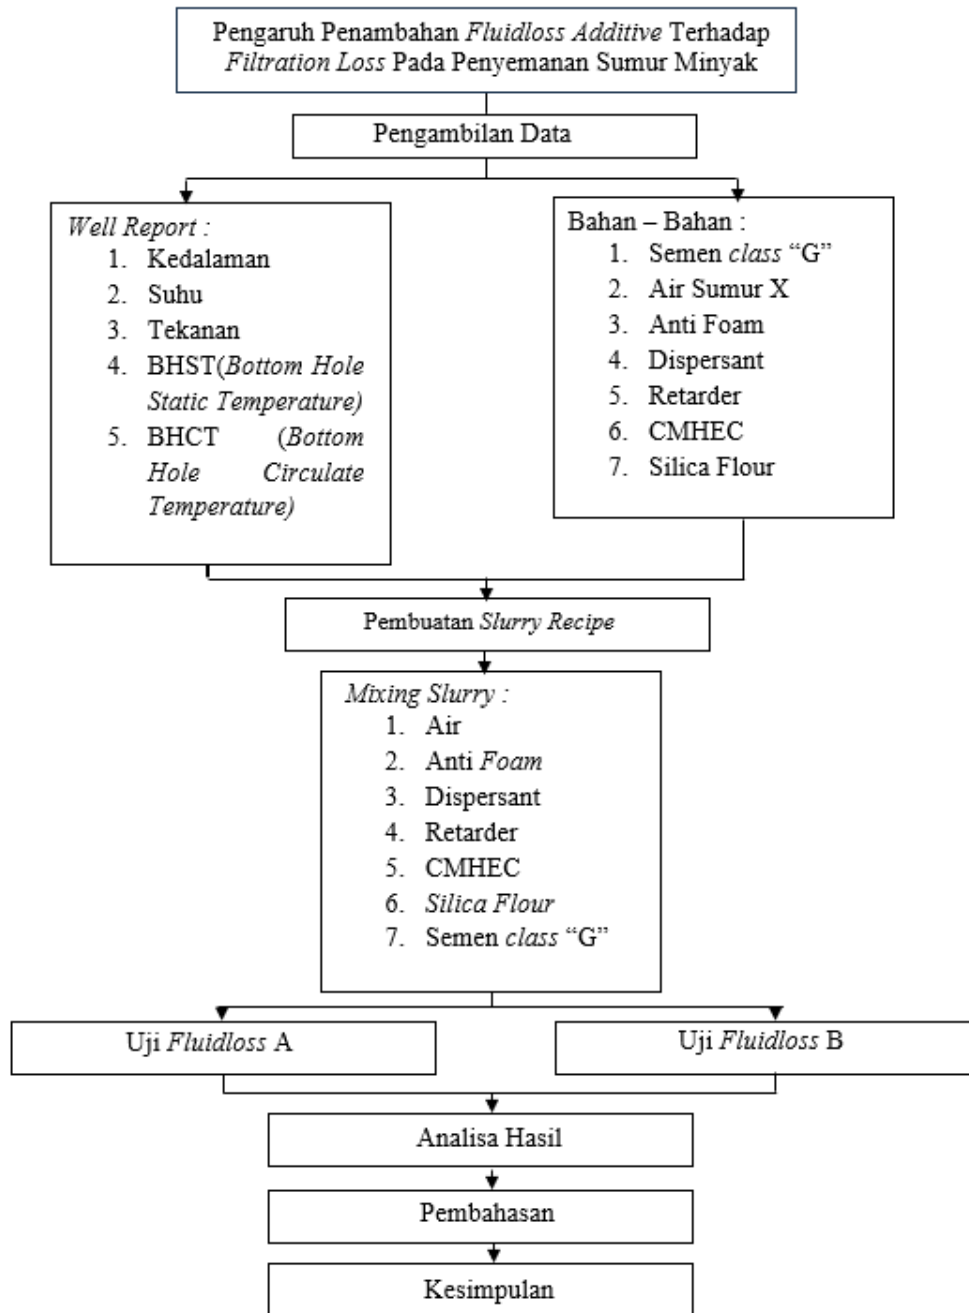 Pengaruh Penambahan Fluidloss Additive Terhadap
Filtration Loss Pada Penyemanan Sumur Minyak
Pengambilan Data
Well Report :
1. Kedalaman
2. Suhu
3. Tekanan
4. BHST(Bottom Hole
Static Temperature)
5. BHCT (Bottom
Hole Circulate
Temperature)
Bahan – Bahan :
1. Semen class “G”
2. Air Sumur X
3. Anti Foam
4. Dispersant
5. Retarder
6. CMHEC
7. Silica Flour
Pembuatan Slurry Recipe
Mixing Slurry :
1. Air
2. Anti Foam
3. Dispersant
4. Retarder
5. CMHEC
6. Silica Flour
7. Semen class “G”
Uji Fluidloss A
Uji Fluidloss B
Analisa Hasil
Pembahasan
Kesimpulan